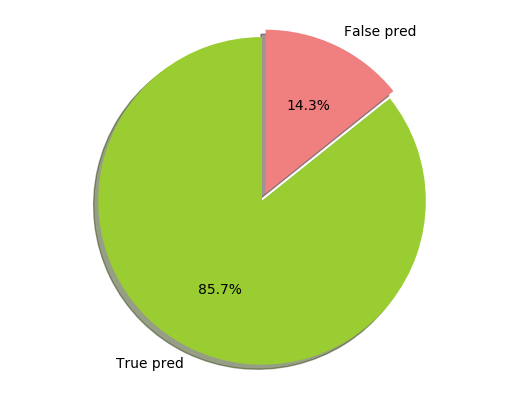 False pred
14.3%
85.7%
True pred